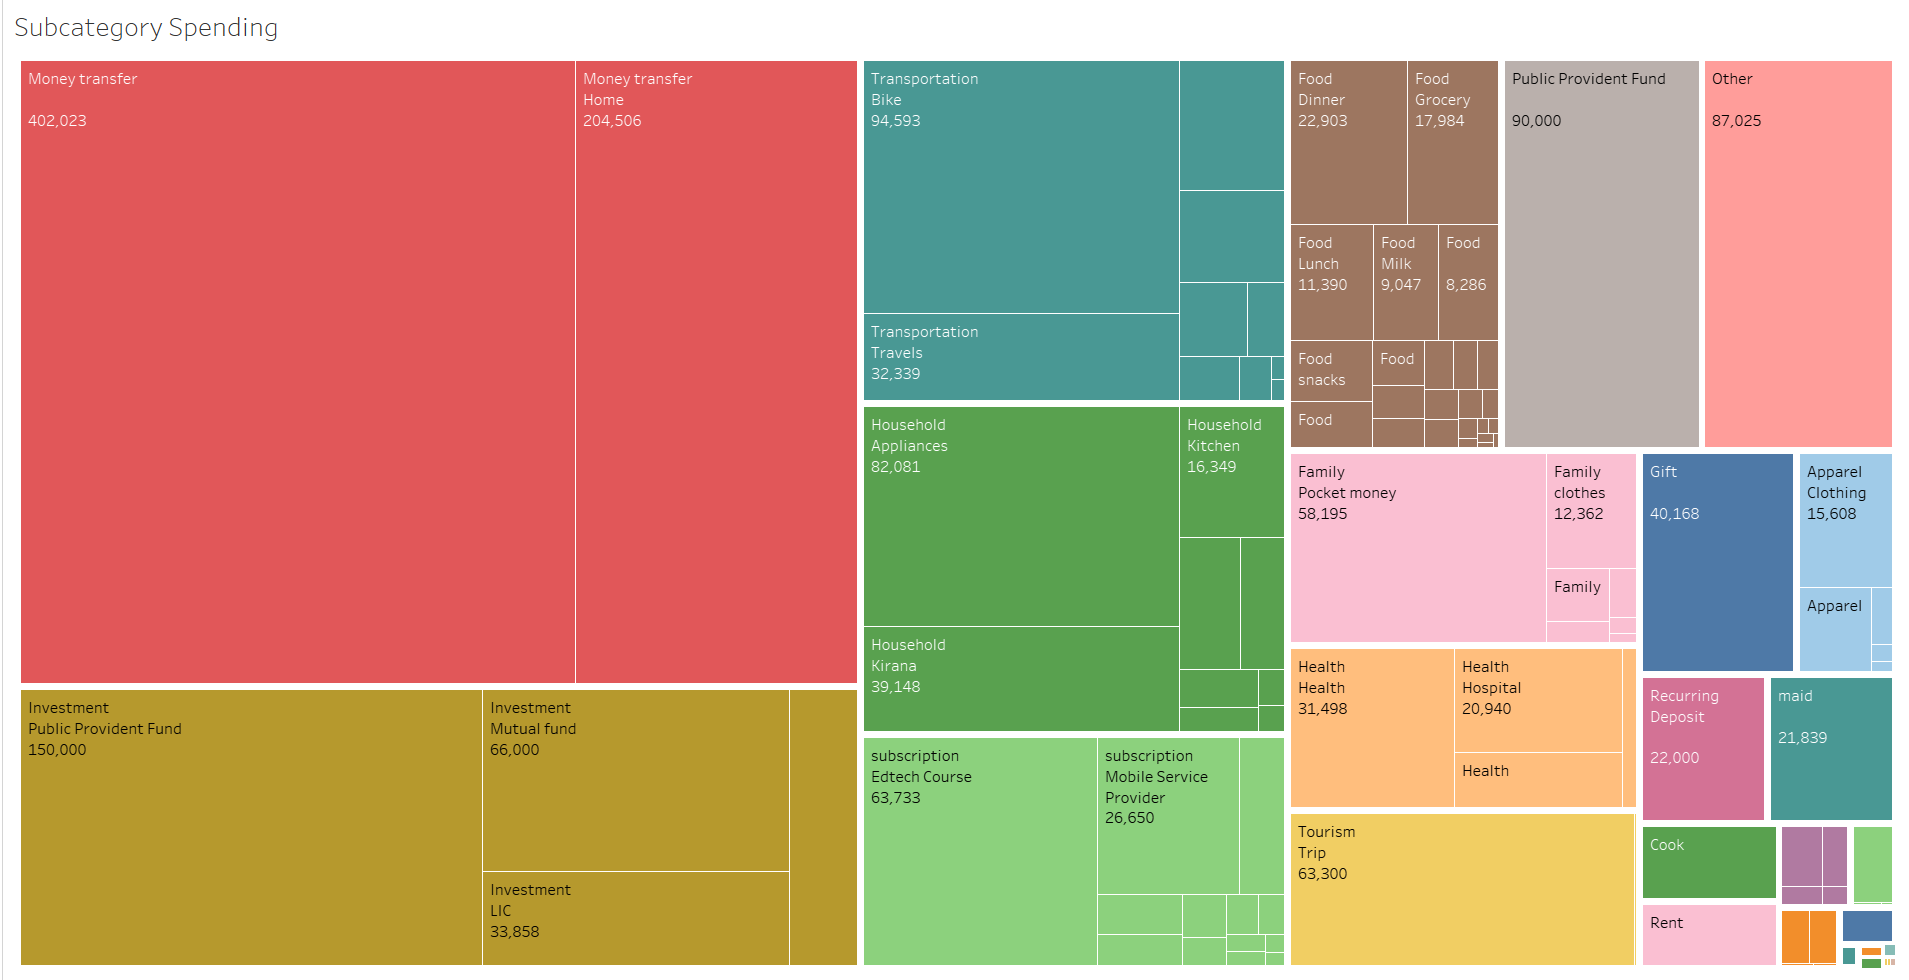 Subcategory Spending
Money transfer
402,023
Money transfer
Home
204,506
Investment
Public Provident Fund
150,000
Investment
Mutual fund
66,000
Investment
LIC
33,858
Transportation
Bike
94,593
Transportation
Travels
32,339
Household
Appliances
82,081
Household
Kitchen
16,349
Household
Kirana
39,148
subscription
Edtech Course
63,733
subscription
Mobile Service
Provider
26,650
Food
Dinner
22,903
Food
Grocery
17,984
Food
Lunch
11,390
Food
Milk
9,047
Food
8,286
Food
snacks
Food
Food
Public Provident Fund
90,000
Other
87,025
Family
Pocket money
58,195
Family
clothes
12,362
Family
Health
Health
31,498
Health
Hospital
20,940
Health
Tourism
Trip
63,300
Gift
40,168
Apparel
Clothing
15,608
Apparel
Recurring
Deposit
22,000
maid
21,839
Cook
Rent